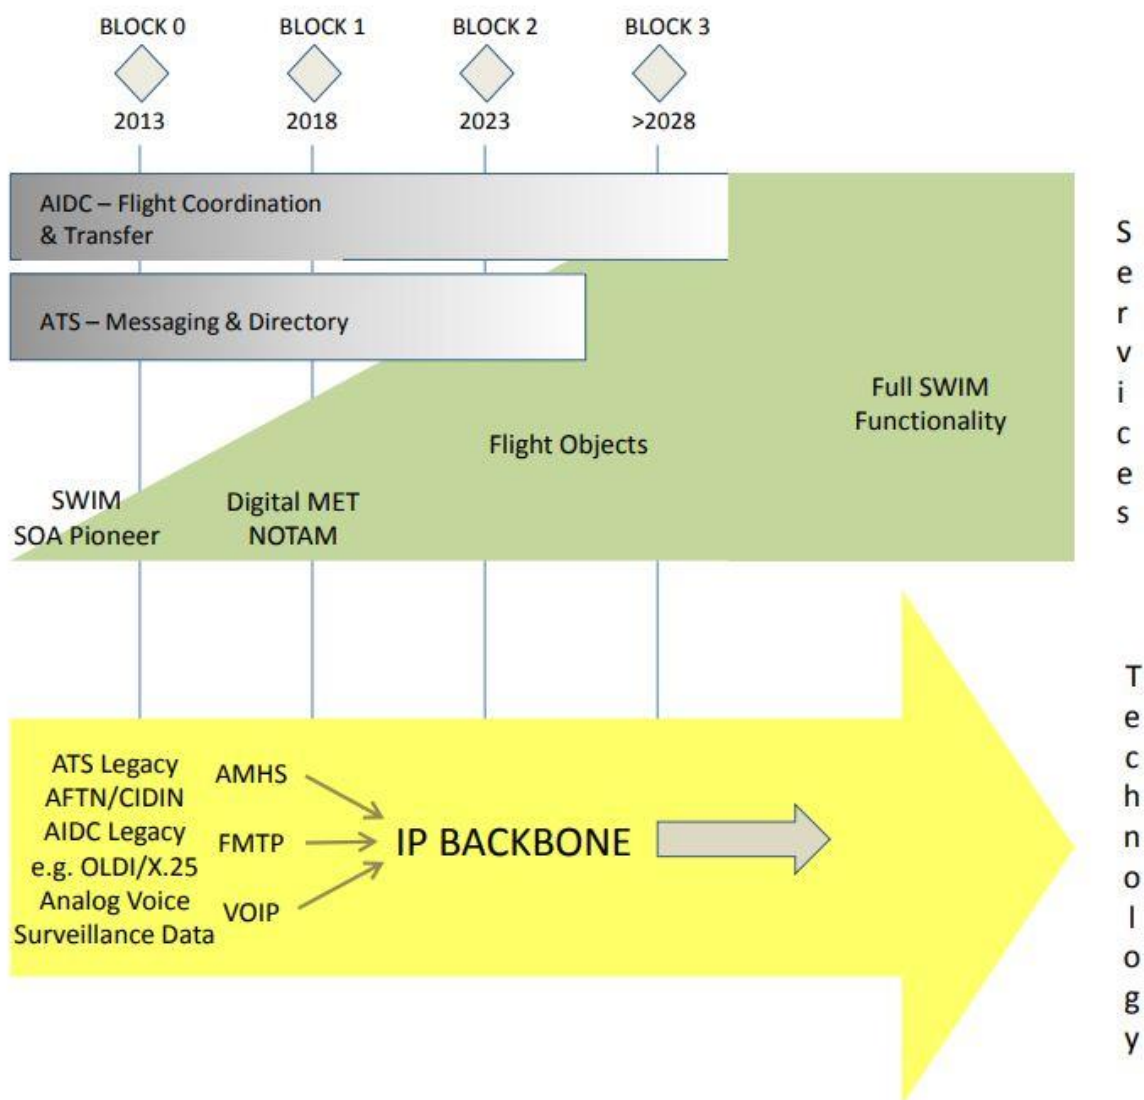 BLOCK 0
BLOCK 1
BLOCK 2
BLOCK 3
2013
2018
2023
>2028
AIDC – Flight Coordination
& Transfer
ATS – Messaging & Directory
Full SWIM
Functionality
Flight Objects
SWIM
SOA Pioneer
Digital MET
NOTAM
Services
ATS Legacy
AFTN/CIDIN
AIDC Legacy
e.g. OLDI/X.25
Analog Voice
Surveillance Data
AMHS
FMTP
VOIP
IP BACKBONE
Technology